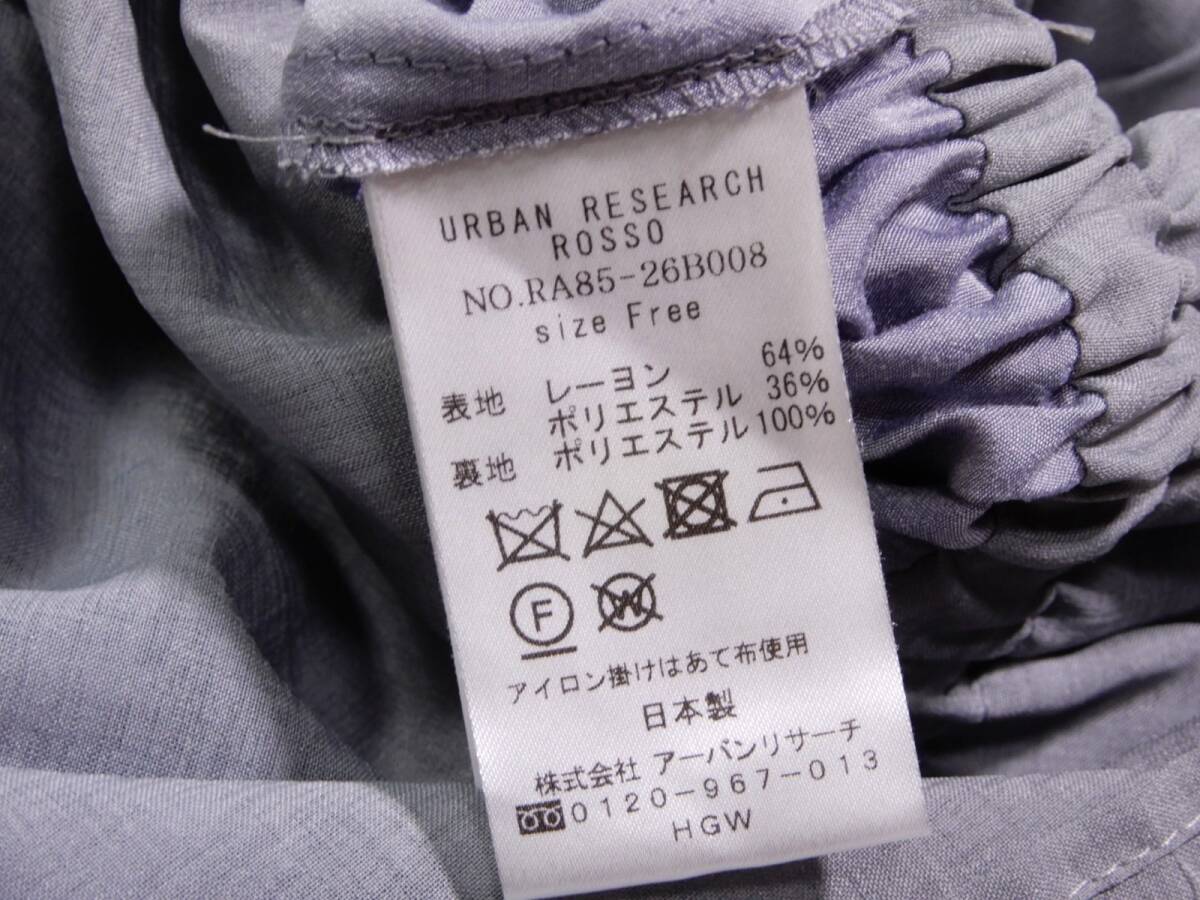 URBAN RESEARCH
ROSSO
NO.RA85-26B008
size Free
表地 レーヨン 64%
ポリエステル 36%
裏地 ポリエステル 100%
F W
アイロン掛けはあて布使用
日本製
株式会社 アーバンリサーチ
0120-967-013
HGW